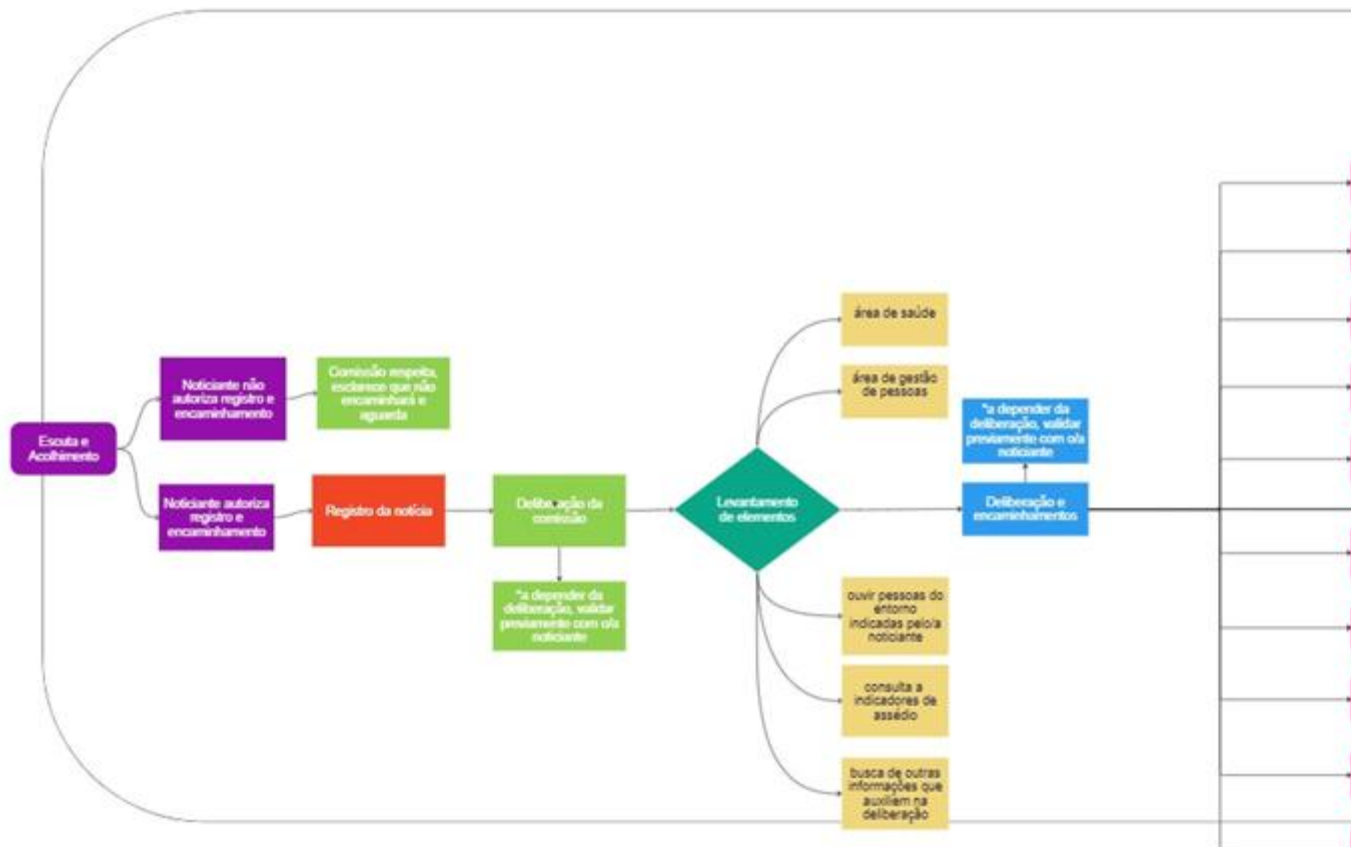 Escuta e
Acolhimento
Noticiante não
autoriza registro e
encaminhamento
Comissão respeita,
esclarece que não
encaminhará e
aguarda
Noticiante autoriza
registro e
encaminhamento
Registro da notícia
Deliberação da
comissão
*a depender da
deliberação, validar
previamente com o/a
noticiante
Levantamento
de elementos
área de saúde
área de gestão
de pessoas
ouvir pessoas do
entorno
indicadas pelo/a
noticiante
consulta a
indicadores de
assédio
busca de outras
informações que
auxiliem na
deliberação
*a depender da
deliberação, validar
previamente com o/a
noticiante
Deliberação e
encaminhamentos